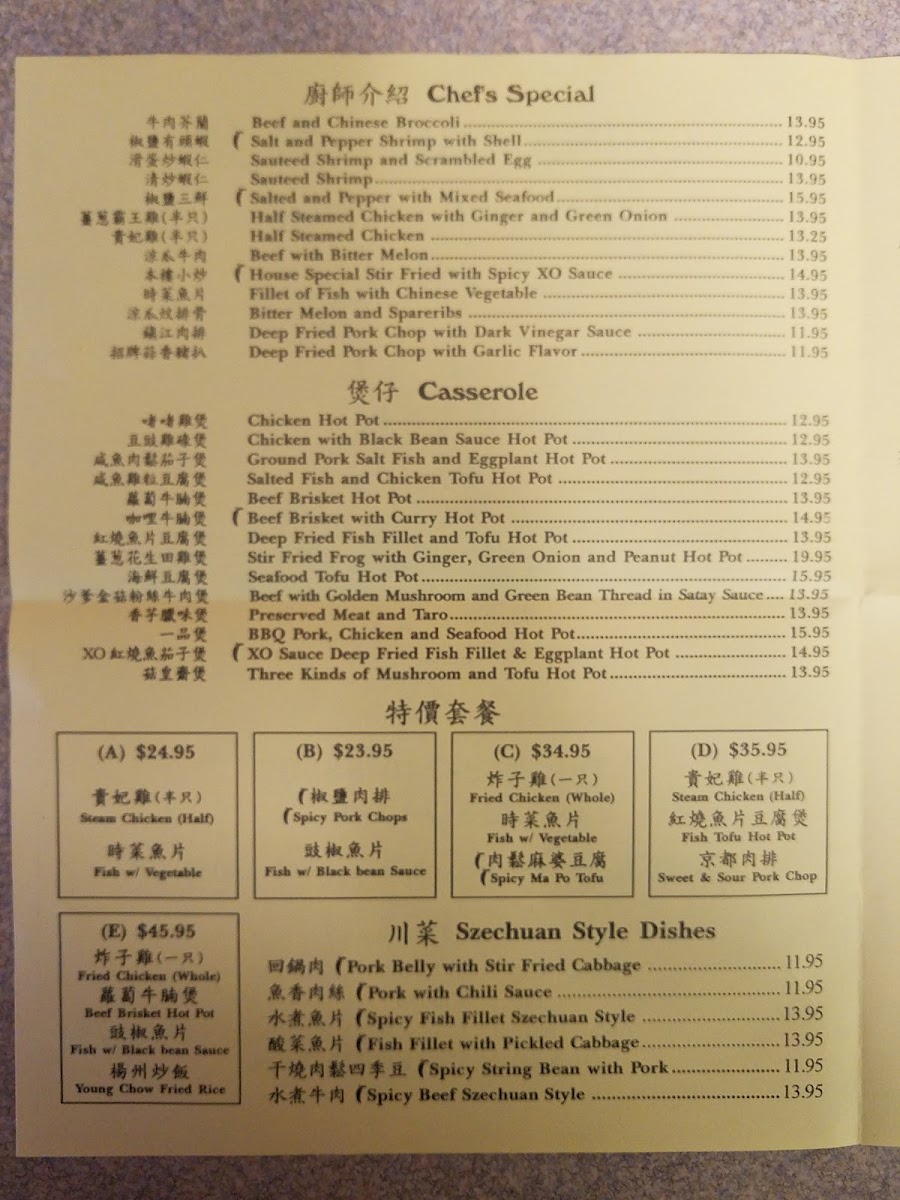 廚師介紹 Chef's Special
牛肉芥蘭 Beef and Chinese Broccoli 13.95
椒鹽有頭蝦 Salt and Pepper Shrimp with Shell 12.95
滑蛋炒蝦仁 Sauteed Shrimp and Scrambled Egg 10.95
清炒蝦仁 Sauteed Shrimp 13.95
椒鹽三鮮 Salted and Pepper with Mixed Seafood 15.95
薑蔥霸王雞(半只) Half Steamed Chicken with Ginger and Green Onion 13.95
貴妃雞(半只) Half Steamed Chicken 13.25
涼瓜牛肉 Beef with Bitter Melon 13.95
本樓小炒 House Special Stir Fried with Spicy XO Sauce 14.95
時菜魚片 Fillet of Fish with Chinese Vegetable 13.95
涼瓜炆排骨 Bitter Melon and Spareribs 13.95
鎮江肉排 Deep Fried Pork Chop with Dark Vinegar Sauce 11.95
招牌蒜香豬扒 Deep Fried Pork Chop with Garlic Flavor 11.95
煲仔 Casserole
啫啫雞煲 Chicken Hot Pot 12.95
豆豉雞碌煲 Chicken with Black Bean Sauce Hot Pot 12.95
咸魚肉鬆茄子煲 Ground Pork Salt Fish and Eggplant Hot Pot 13.95
咸魚雞粒豆腐煲 Salted Fish and Chicken Tofu Hot Pot 12.95
蘿蔔牛腩煲 Beef Brisket Hot Pot 13.95
咖哩牛腩煲 Beef Brisket with Curry Hot Pot 14.95
紅燒魚片豆腐煲 Deep Fried Fish Fillet and Tofu Hot Pot 13.95
薑蔥花生田雞煲 Stir Fried Frog with Ginger, Green Onion and Peanut Hot Pot 19.95
海鮮豆腐煲 Seafood Tofu Hot Pot 15.95
沙爹金菇粉絲牛肉煲 Beef with Golden Mushroom and Green Bean Thread in Satay Sauce 13.95
香芋臘味煲 Preserved Meat and Taro 13.95
一品煲 BBQ Pork, Chicken and Seafood Hot Pot 15.95
XO紅燒魚茄子煲 XO Sauce Deep Fried Fish Fillet & Eggplant Hot Pot 14.95
菇皇齋煲 Three Kinds of Mushroom and Tofu Hot Pot 13.95
特價套餐
(A) $24.95
貴妃雞(半只)
Steam Chicken (Half)
時菜魚片
Fish w/ Vegetable
(B) $23.95
椒鹽肉排
Spicy Pork Chops
豉椒魚片
Fish w/ Black bean Sauce
(C) $34.95
炸子雞(一只)
Fried Chicken (Whole)
時菜魚片
Fish w/ Vegetable
肉鬆麻婆豆腐
Spicy Ma Po Tofu
(D) $35.95
貴妃雞(半只)
Steam Chicken (Half)
紅燒魚片豆腐煲
Fish Tofu Hot Pot
京都肉排
Sweet & Sour Pork Chop
(E) $45.95
炸子雞(一只)
Fried Chicken (Whole)
蘿蔔牛腩煲
Beef Brisket Hot Pot
豉椒魚片
Fish w/ Black bean Sauce
楊州炒飯
Young Chow Fried Rice
川菜 Szechuan Style Dishes
回鍋肉 Pork Belly with Stir Fried Cabbage 11.95
魚香肉絲 Pork with Chili Sauce 11.95
水煮魚片 Spicy Fish Fillet Szechuan Style 13.95
酸菜魚片 Fish Fillet with Pickled Cabbage 13.95
干燒肉鬆四季豆 Spicy String Bean with Pork 11.95
水煮牛肉 Spicy Beef Szechuan Style 13.95